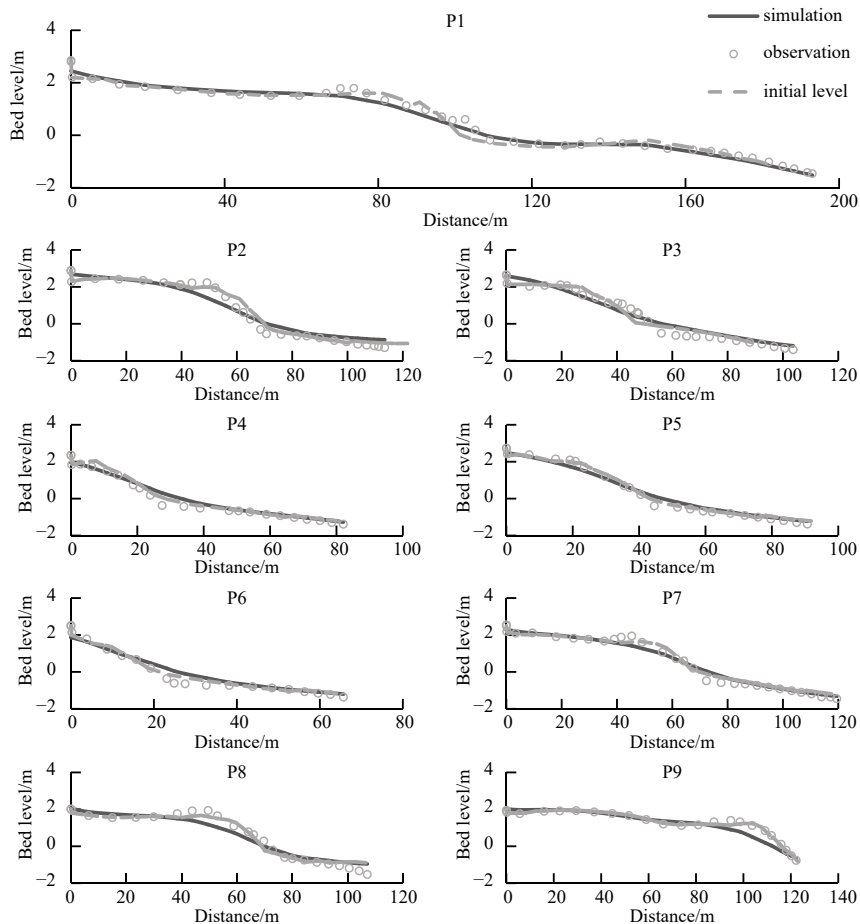 P1
simulation
observation
initial level
Bed level/m
4
2
0
−2
0 40 80 120 160 200
Distance/m
P2
Bed level/m
4
2
0
−2
0 20 40 60 80 100 120
Distance/m
P3
Bed level/m
4
2
0
−2
0 20 40 60 80 100 120
Distance/m
P4
Bed level/m
4
2
0
−2
0 20 40 60 80 100
Distance/m
P5
Bed level/m
4
2
0
−2
0 20 40 60 80 100
Distance/m
P6
Bed level/m
4
2
0
−2
0 20 40 60 80
Distance/m
P7
Bed level/m
4
2
0
−2
0 20 40 60 80 100 120
Distance/m
P8
Bed level/m
4
2
0
−2
0 20 40 60 80 100 120
Distance/m
P9
Bed level/m
4
2
0
−2
0 20 40 60 80 100 120 140
Distance/m